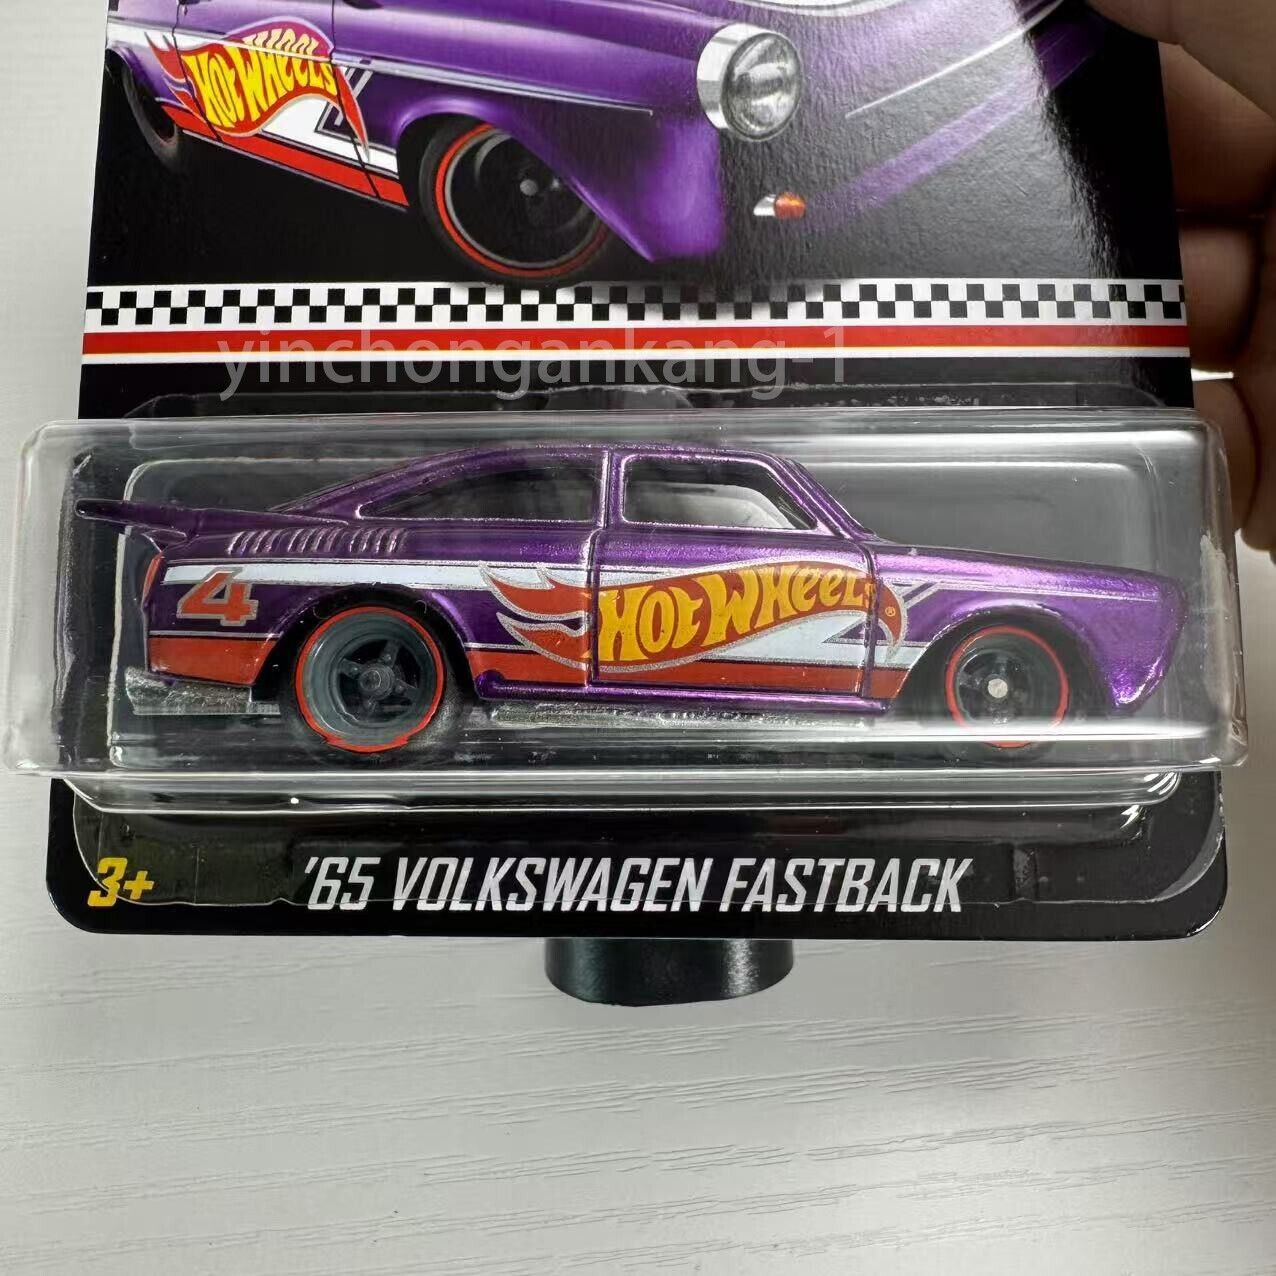 HOT WHEELS
yinchongankang-1
4
HOT WHEELS®
3+
'65 VOLKSWAGEN FASTBACK